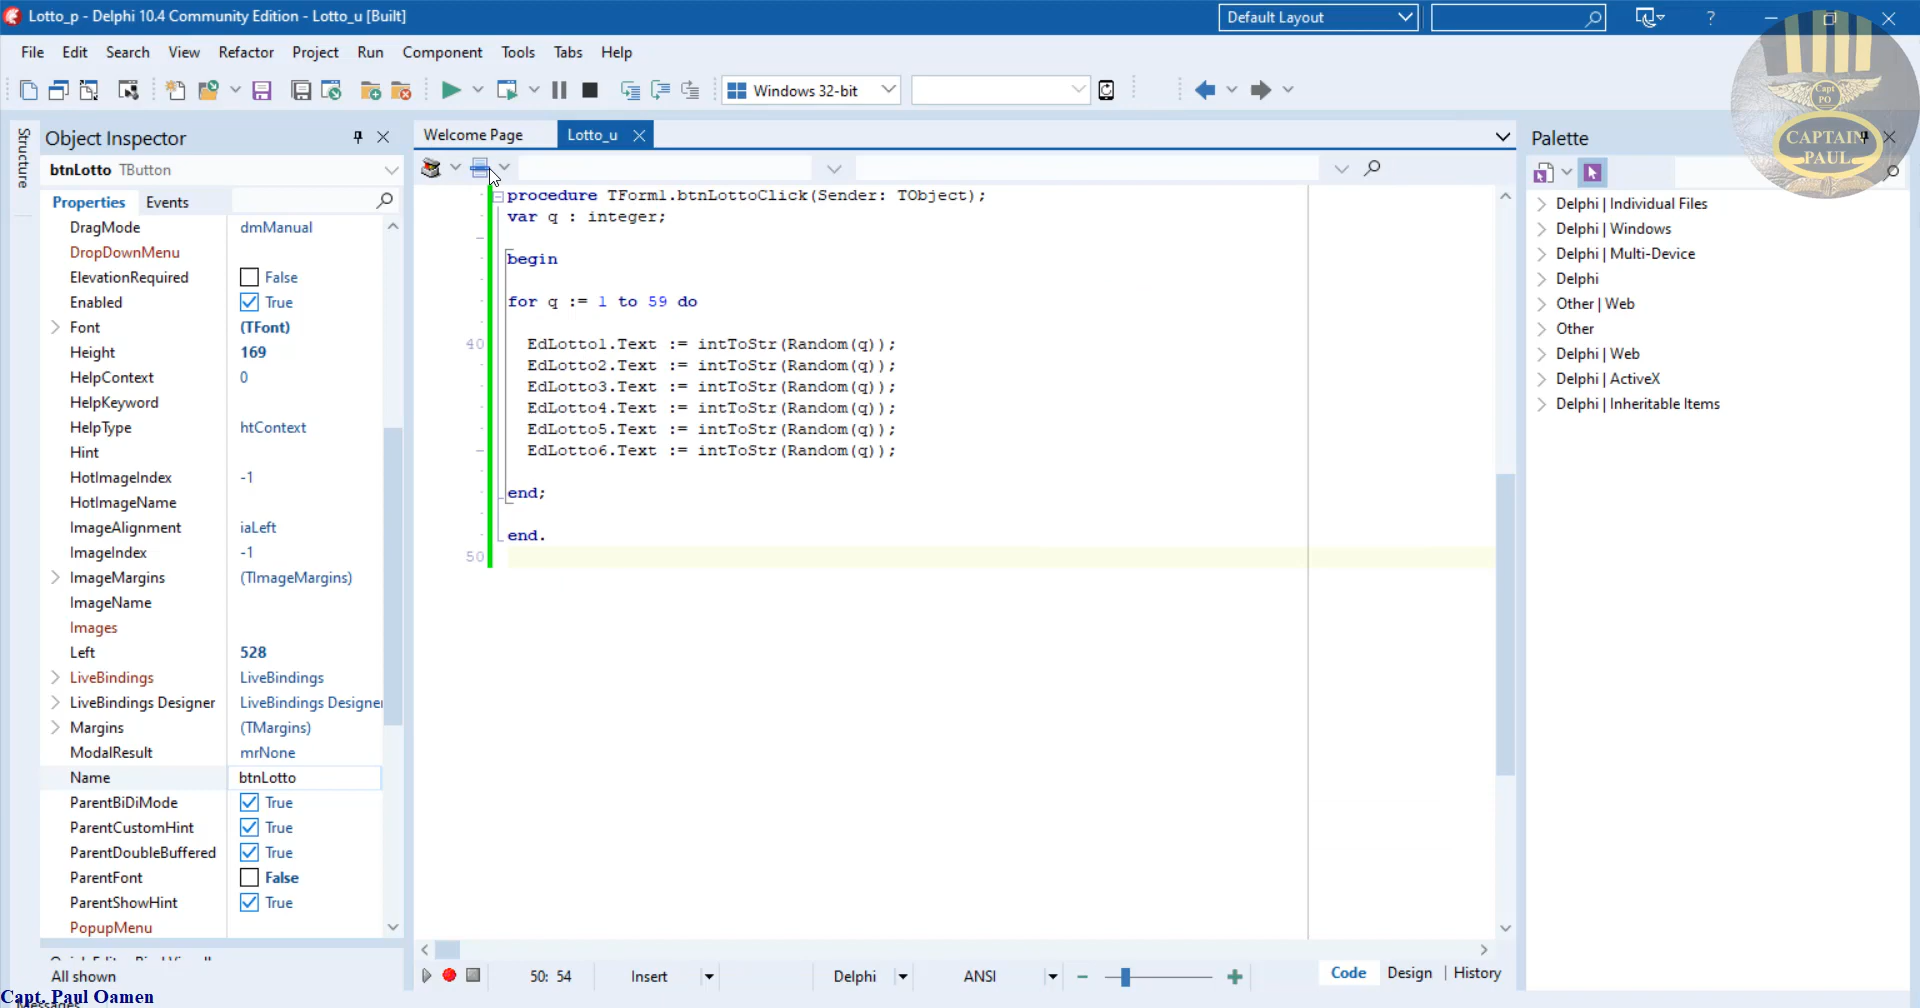 Lotto_p - Delphi 10.4 Community Edition - Lotto_u [Built]
Default Layout
?
File Edit Search View Refactor Project Run Component Tools Tabs Help
Windows 32-bit
Capt
PO
CAPTAIN
PAUL
Structure
Object Inspector
btnLotto TButton
Properties Events
DragMode dmManual
DropDownMenu
ElevationRequired False
Enabled True
Font (TFont)
Height 169
HelpContext 0
HelpKeyword
HelpType htContext
Hint
HotImageIndex -1
HotImageName
ImageAlignment iaLeft
ImageIndex -1
ImageMargins (TImageMargins)
ImageName
Images
Left 528
LiveBindings LiveBindings
LiveBindings Designer LiveBindings Designer
Margins (TMargins)
ModalResult mrNone
Name btnLotto
ParentBiDiMode True
ParentCustomHint True
ParentDoubleBuffered True
ParentFont False
ParentShowHint True
PopupMenu
All shown
Capt. Paul Oamen
Welcome Page Lotto_u
procedure TForm1.btnLottoClick(Sender: TObject);
var q : integer;
begin
for q := 1 to 59 do
40 EdLotto1.Text := intToStr(Random(q));
EdLotto2.Text := intToStr(Random(q));
EdLotto3.Text := intToStr(Random(q));
EdLotto4.Text := intToStr(Random(q));
EdLotto5.Text := intToStr(Random(q));
EdLotto6.Text := intToStr(Random(q));
end;
end.
50
50: 54 Insert Delphi ANSI Code Design History
Palette
Delphi | Individual Files
Delphi | Windows
Delphi | Multi-Device
Delphi
Other | Web
Other
Delphi | Web
Delphi | ActiveX
Delphi | Inheritable Items